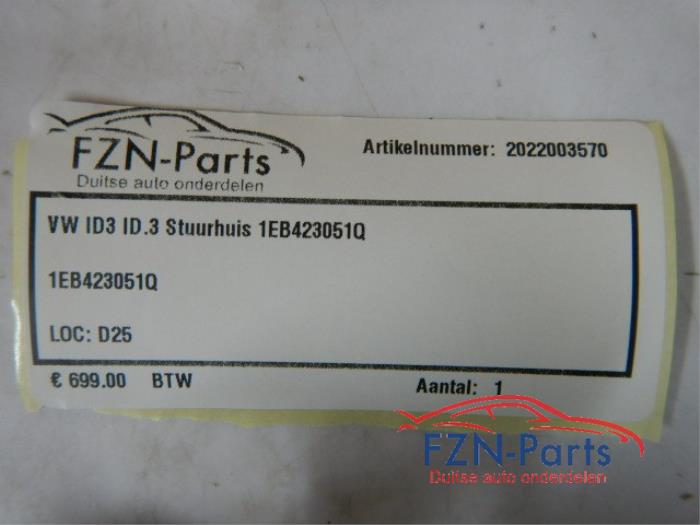 FZN-Parts
Duitse auto onderdelen
Artikelnummer: 2022003570
VW ID3 ID.3 Stuurhuis 1EB423051Q
1EB423051Q
LOC: D25
€ 699.00 BTW
Aantal: 1
FZN-Parts
Duitse auto onderdelen